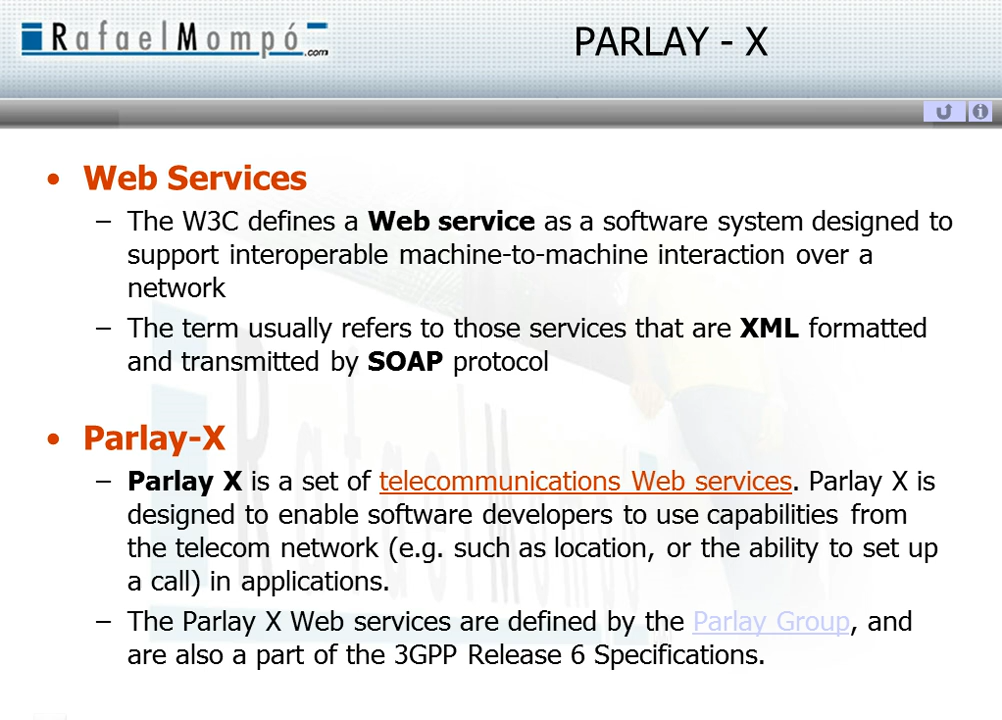 RafaelMompó.com
PARLAY - X
• Web Services
– The W3C defines a Web service as a software system designed to
support interoperable machine-to-machine interaction over a
network
– The term usually refers to those services that are XML formatted
and transmitted by SOAP protocol
• Parlay-X
– Parlay X is a set of telecommunications Web services. Parlay X is
designed to enable software developers to use capabilities from
the telecom network (e.g. such as location, or the ability to set up
a call) in applications.
– The Parlay X Web services are defined by the Parlay Group, and
are also a part of the 3GPP Release 6 Specifications.